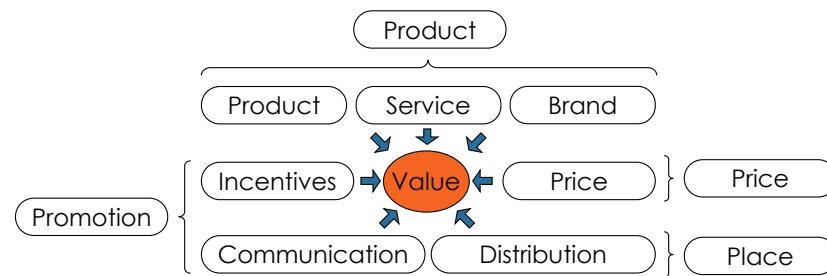 Product
Product Service Brand
Incentives Value Price Price
Promotion
Communication Distribution Place